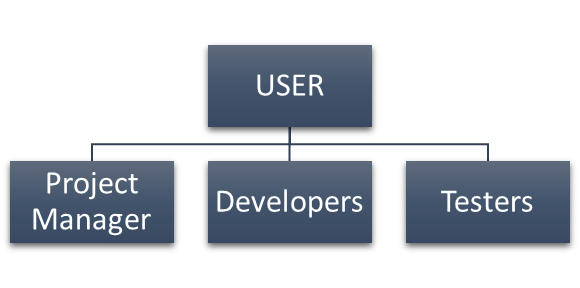 USER
Project
Manager
Developers
Testers